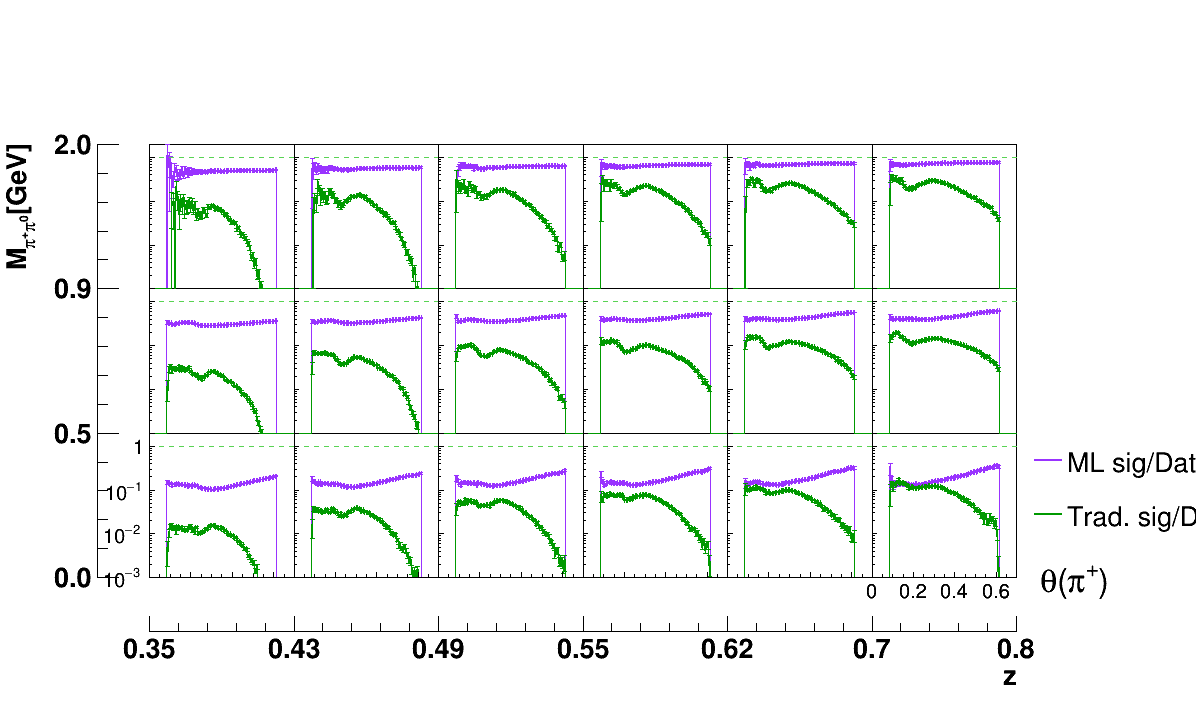 M_{π⁺π⁰}[GeV]
2.0
0.9
0.5
0.0
1
10⁻¹
10⁻²
10⁻³
ML sig/Dat
Trad. sig/D
θ(π⁺)
0 0.2 0.4 0.6
0.35 0.43 0.49 0.55 0.62 0.7 0.8
z